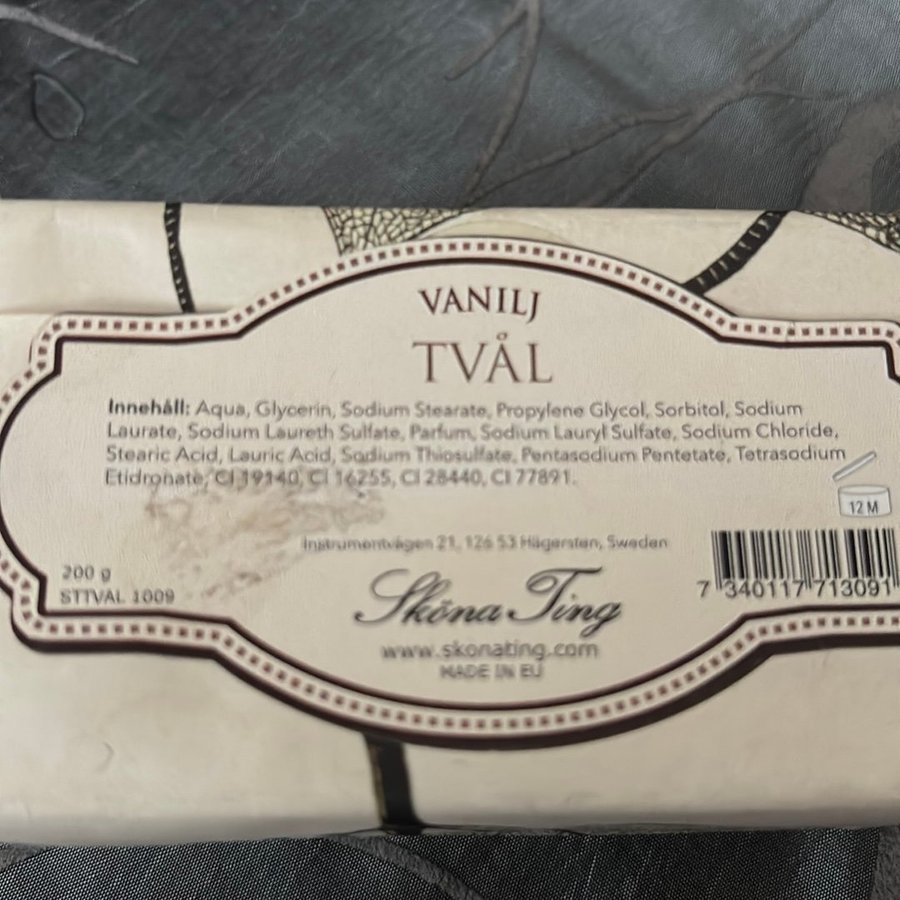 VANILJ
TVÅL
Innehåll: Aqua, Glycerin, Sodium Stearate, Propylene Glycol, Sorbitol, Sodium
Laurate, Sodium Laureth Sulfate, Parfum, Sodium Lauryl Sulfate, Sodium Chloride,
Stearic Acid, Lauric Acid, Sodium Thiosulfate, Pentasodium Pentetate, Tetrasodium
Etidronate, CI 19140, CI 16255, CI 28440, CI 77891.
12 M
Instrumentvägen 21, 126 53 Hägersten, Sweden
200 g
STTVAL 1009
7 340117 713091
Sköna Ting
www.skonating.com
MADE IN EU